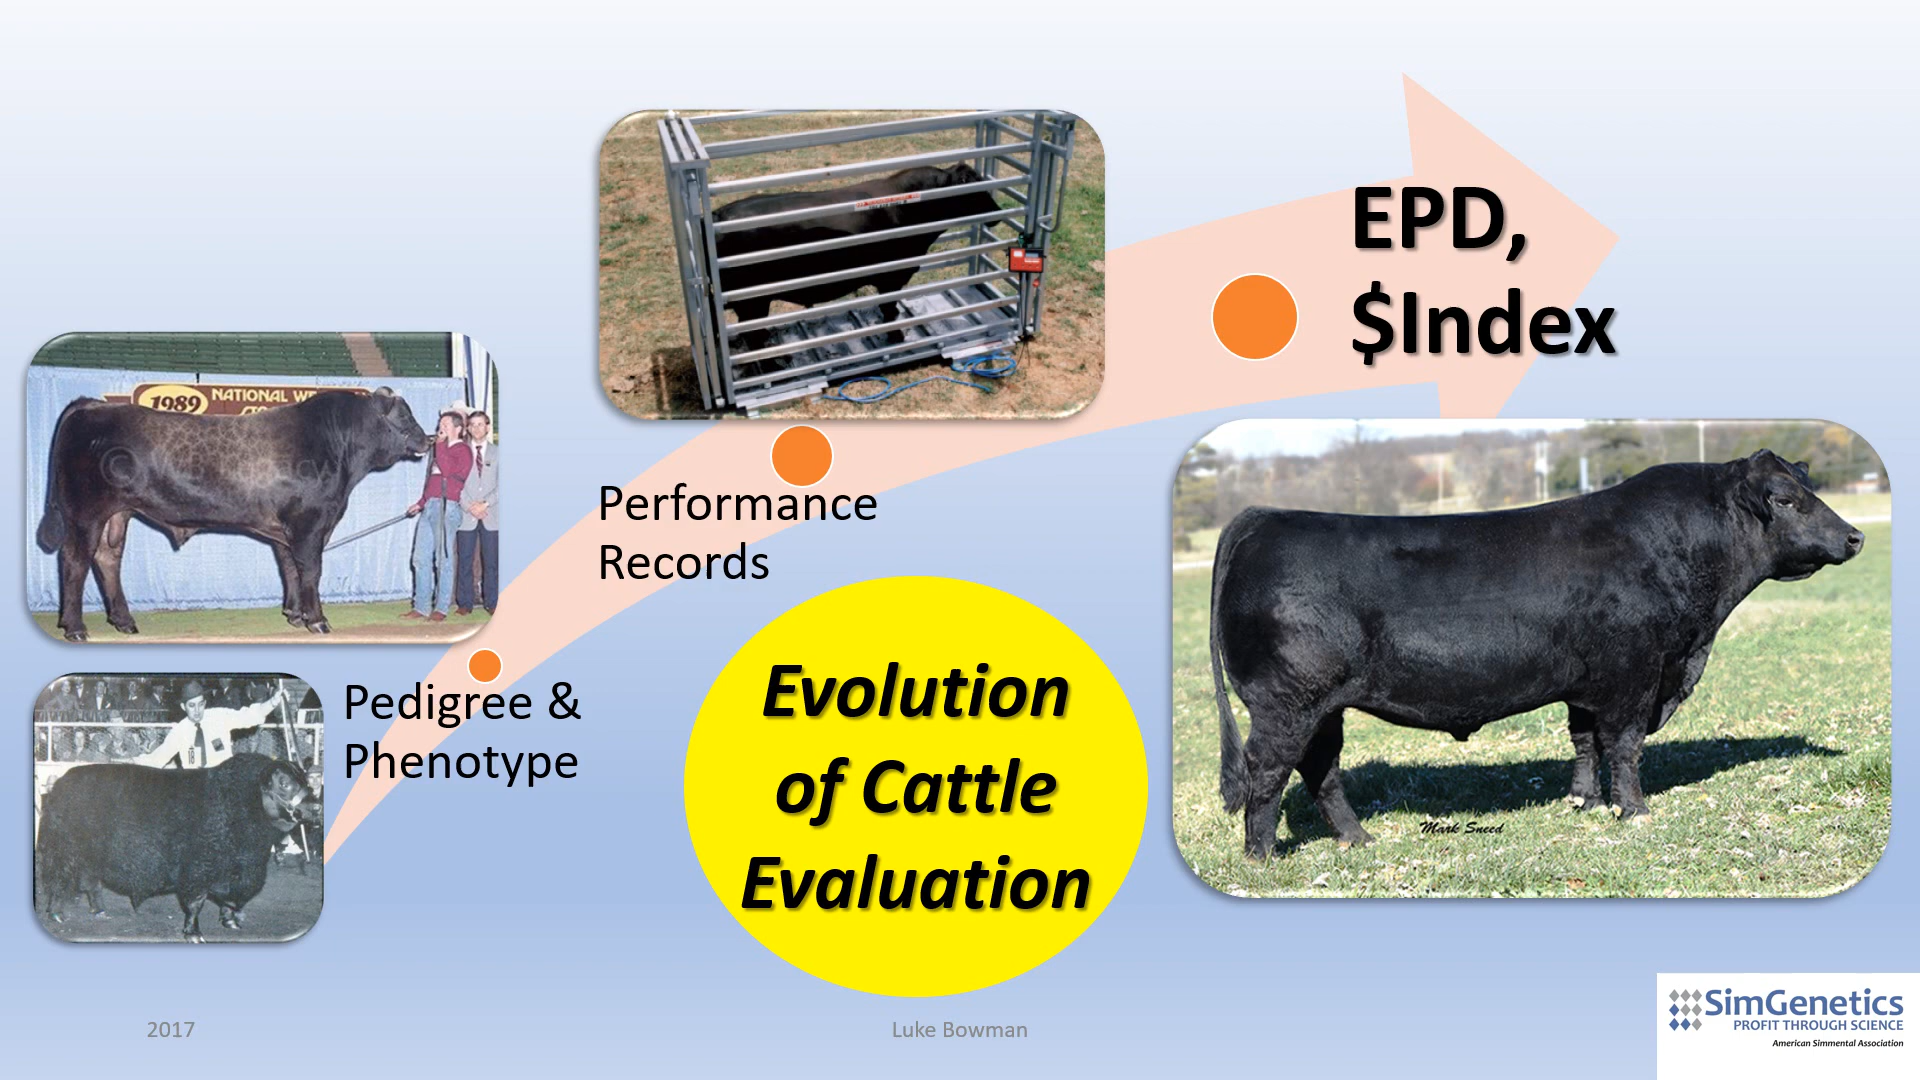 EPD,
$Index
1989
NATIONAL
Performance
Records
Pedigree &
Phenotype
18
Evolution
of Cattle
Evaluation
Mark Sneed
2017
Luke Bowman
SimGenetics
PROFIT THROUGH SCIENCE
American Simmental Association